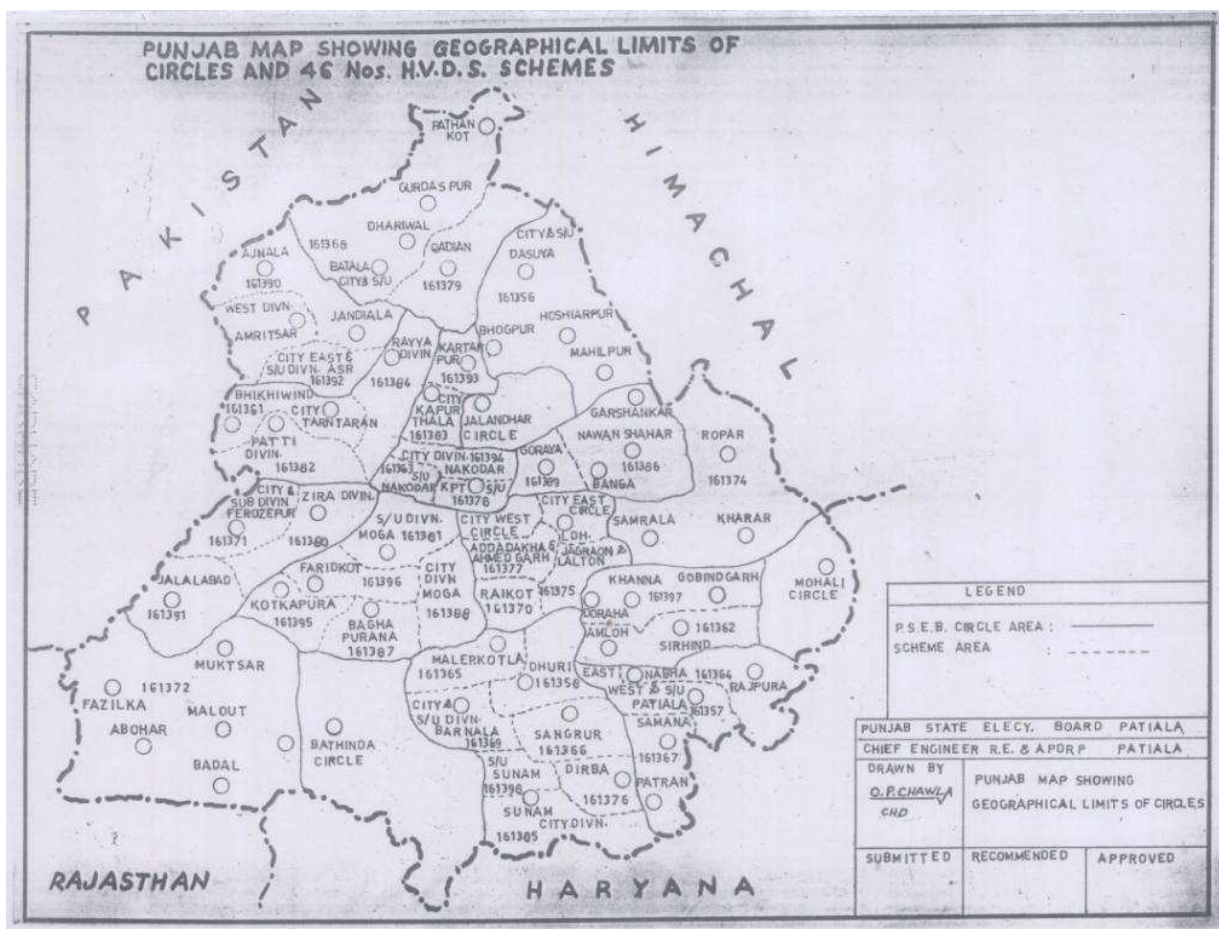 PUNJAB MAP SHOWING GEOGRAPHICAL LIMITS OF
CIRCLES AND 46 Nos. H.V.D.S. SCHEMES
PAKISTAN
HIMACHAL
PATHAN
KOT
GURDASPUR
DHARIWAL
161368
QADIAN
BATALA
CITY & S/U
161379
CITY & S/U
DASUYA
161356
AJNALA
161390
WEST DIVN.
AMRITSAR
JANDIALA
CITY EAST &
S/U DIVN. ASR
161392
RAYYA
DIVIN
161384
KARTAR
PUR
161393
BHOGPUR
HOSHIARPUR
MAHILPUR
BHIKHIWIND
161361
CITY
TARNTARAN
PATTI
DIVIN.
161382
CITY
KAPUR
THALA
161383
JALANDHAR
CIRCLE
GARSHANKAR
NAWAN SHAHAR
161386
BANGA
ROPAR
161374
CITY DIVN. 161394
NAKODAR
161363
S/U
NAKODAR
KPT S/U
161378
GORAYA
161389
CITY &
SUB DIVIN
FEROZEPUR
161371
ZIRA DIVIN.
161380
S/U DIVN.
MOGA 161381
CITY WEST
CIRCLE
CITY EAST
CIRCLE
LDH.
ADDADAKHA &
AHMED GARH
161377
JAGRAON &
LALTON
SAMRALA
KHARAR
JALALABAD
161391
FARIDKOT
161396
KOTKAPURA
161395
BAGHA
PURANA
161387
CITY
DIVN
MOGA
161388
RAIKOT
161370
161375
KHANNA
161397
GOBINDGARH
DORAHA
AMLOH
161362
SIRHIND
MOHALI
CIRCLE
MUKTSAR
161372
FAZILKA
MALOUT
ABOHAR
BADAL
BATHINDA
CIRCLE
MALERKOTLA
161365
DHURI
161358
EAST
NABHA 161364
WEST & S/U
PATIALA
161357
RAJPURA
SAMANA
161367
PATRAN
CITY &
S/U DIVN.
BARNALA
161369
SANGRUR
161366
S/U
SUNAM
161398
DIRBA
161376
SUNAM
CITY DIVN.
161385
RAJASTHAN
HARYANA
LEGEND
P.S.E.B. CIRCLE AREA :
SCHEME AREA :
PUNJAB STATE ELECY. BOARD PATIALA
CHIEF ENGINEER R.E. & APDRP PATIALA
DRAWN BY
O.P.CHAWLA
CHD
PUNJAB MAP SHOWING
GEOGRAPHICAL LIMITS OF CIRCLES
SUBMITTED
RECOMMENDED
APPROVED